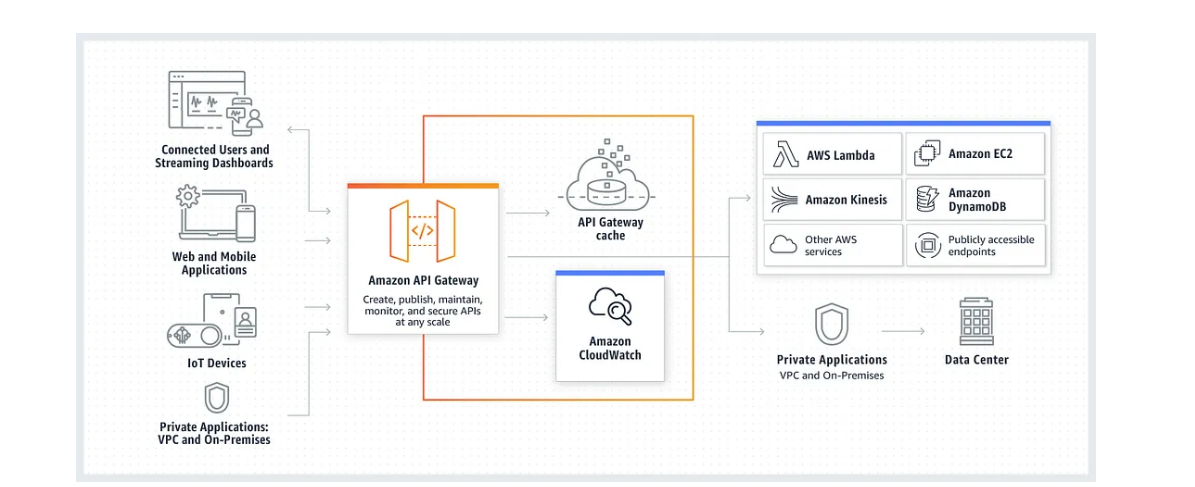 Connected Users and
Streaming Dashboards
Web and Mobile
Applications
IoT Devices
Private Applications:
VPC and On-Premises
</>
Amazon API Gateway
Create, publish, maintain,
monitor, and secure APIs
at any scale
API Gateway
cache
Amazon
CloudWatch
AWS Lambda
Amazon EC2
Amazon Kinesis
Amazon
DynamoDB
Other AWS
services
Publicly accessible
endpoints
Private Applications
VPC and On-Premises
Data Center